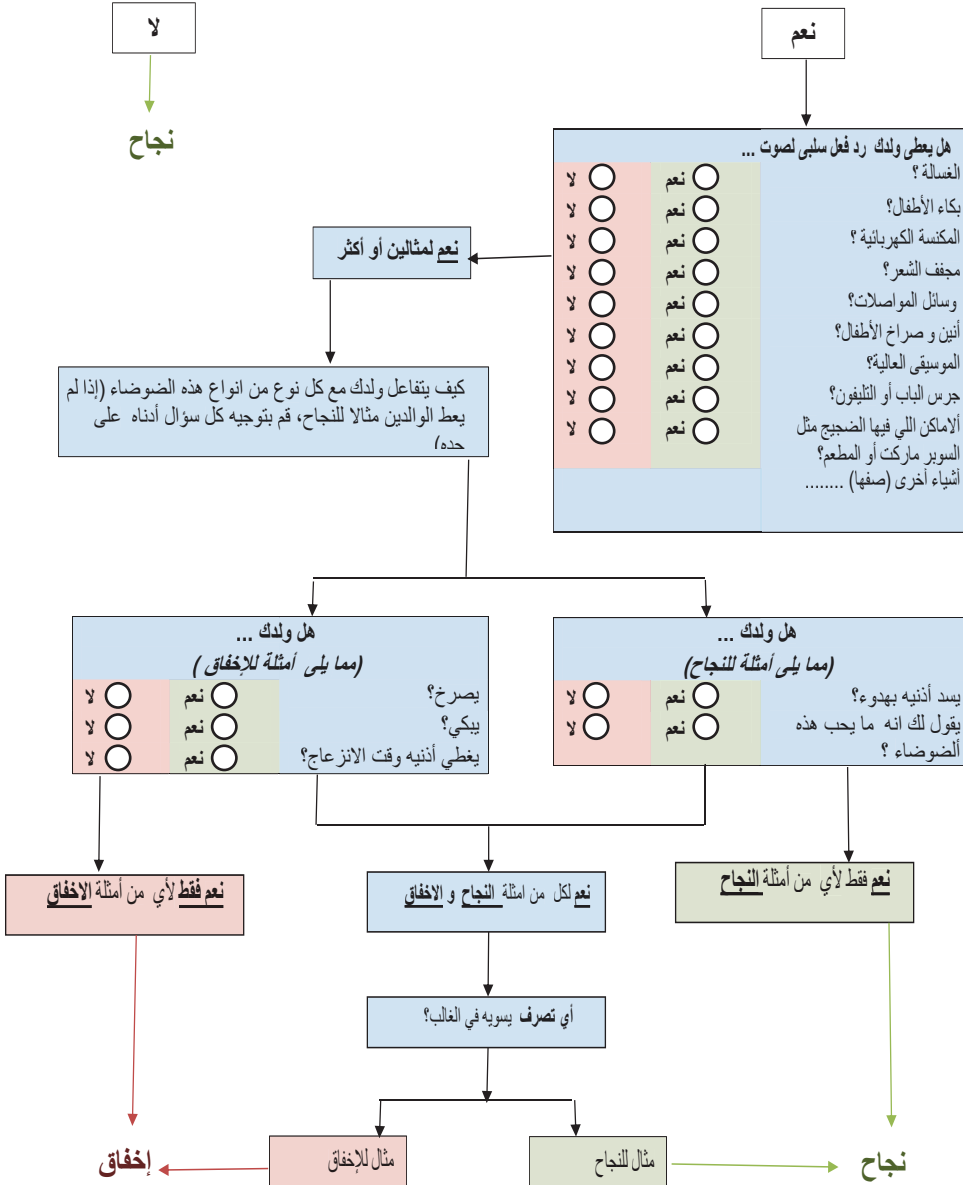 نعم
لا
نجاح
هل يعطى ولدك رد فعل سلبى لصوت ...
الغسالة ؟ نعم لا
بكاء الأطفال؟ نعم لا
المكنسة الكهربائية ؟ نعم لا
مجفف الشعر؟ نعم لا
وسائل المواصلات؟ نعم لا
أنين و صراخ الأطفال؟ نعم لا
الموسيقى العالية؟ نعم لا
جرس الباب أو التليفون؟ نعم لا
ألاماكن اللي فيها الضجيج مثل نعم لا
السوبر ماركت أو المطعم؟
أشياء أخرى (صفها) ........
نعم لمثالين أو أكثر
كيف يتفاعل ولدك مع كل نوع من انواع هذه الضوضاء (إذا لم
يعط الوالدين مثالا للنجاح، قم بتوجيه كل سؤال أدناه على
حده)
هل ولدك ...
(مما يلى أمثلة للنجاح)
يسد أذنيه بهدوء؟ نعم لا
يقول لك انه ما يحب هذه نعم لا
ألضوضاء ؟
هل ولدك ...
(مما يلى أمثلة للإخفاق )
يصرخ؟ نعم لا
يبكي؟ نعم لا
يغطي أذنيه وقت الانزعاج؟ نعم لا
نعم فقط لأي من أمثلة النجاح
نعم لكل من امثلة النجاح و الاخفاق
نعم فقط لأي من أمثلة الاخفاق
أي تصرف يسويه في الغالب؟
مثال للنجاح
مثال للإخفاق
نجاح
إخفاق